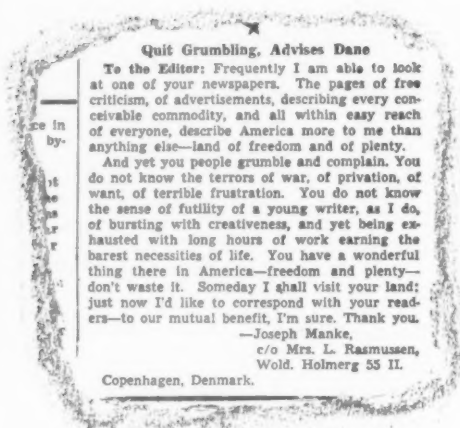 Quit Grumbling, Advises Dane
To the Editor: Frequently I am able to look
at one of your newspapers. The pages of free
criticism, of advertisements, describing every con-
ceivable commodity, and all within easy reach
of everyone, describe America more to me than
anything else—land of freedom and of plenty.
And yet you people grumble and complain. You
do not know the terrors of war, of privation, of
want, of terrible frustration. You do not know
the sense of futility of a young writer, as I do,
of bursting with creativeness, and yet being ex-
hausted with long hours of work earning the
barest necessities of life. You have a wonderful
thing there in America—freedom and plenty—
don't waste it. Someday I shall visit your land;
just now I'd like to correspond with your read-
ers—to our mutual benefit, I'm sure. Thank you.
—Joseph Manke,
c/o Mrs. L. Rasmussen,
Wold. Holmerg 55 II.
Copenhagen, Denmark.
in
by-